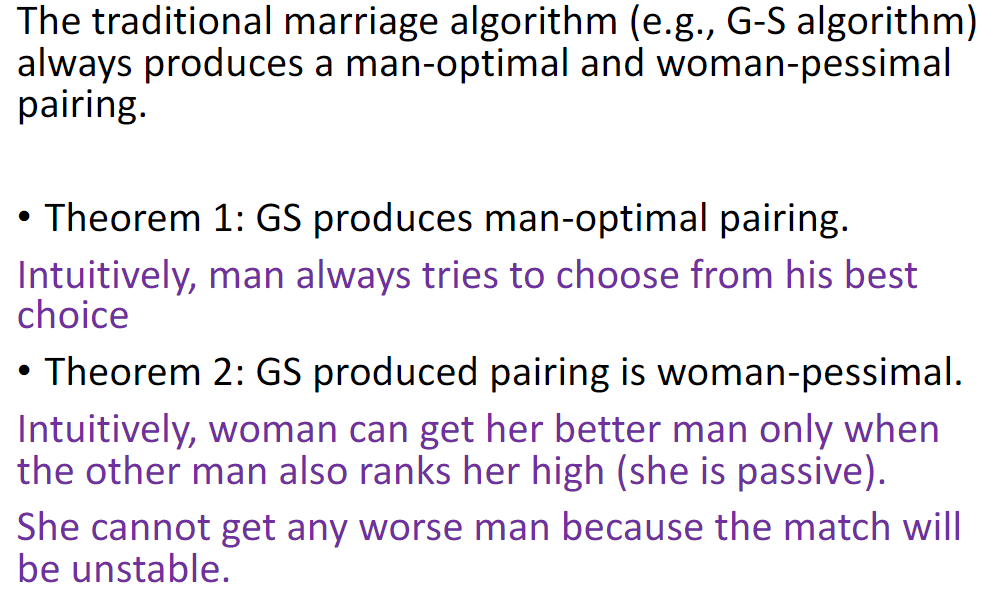 The traditional marriage algorithm (e.g., G-S algorithm)
always produces a man-optimal and woman-pessimal
pairing.
• Theorem 1: GS produces man-optimal pairing.
Intuitively, man always tries to choose from his best
choice
• Theorem 2: GS produced pairing is woman-pessimal.
Intuitively, woman can get her better man only when
the other man also ranks her high (she is passive).
She cannot get any worse man because the match will
be unstable.